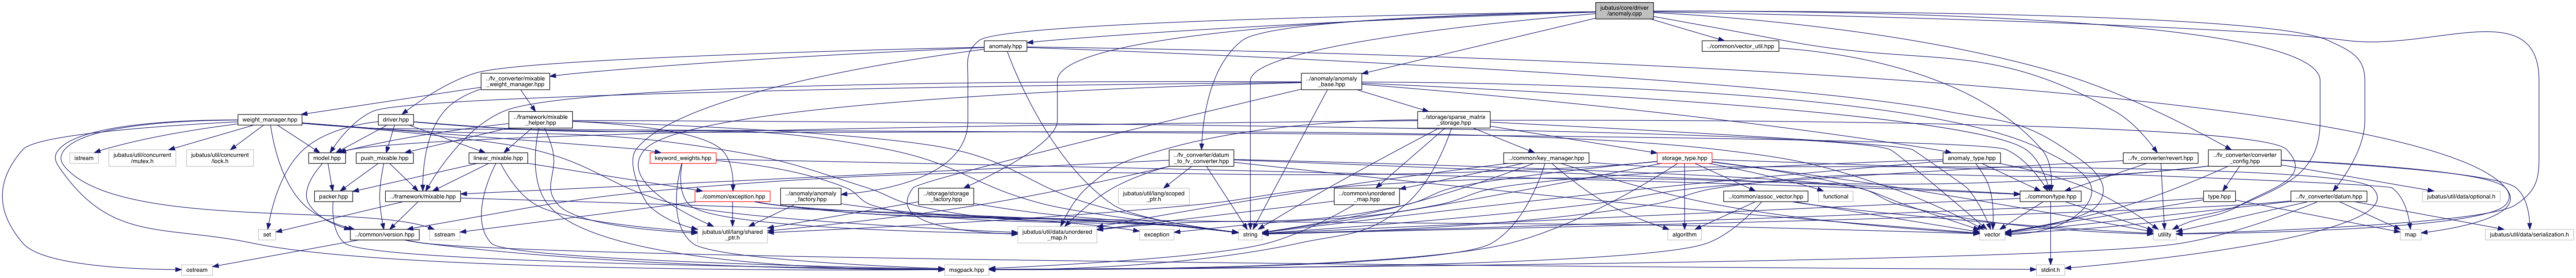 jubatus/core/driver
/anomaly.cpp
anomaly.hpp
../common/vector_util.hpp
../fv_converter/mixable
_weight_manager.hpp
../anomaly/anomaly
_base.hpp
weight_manager.hpp
driver.hpp
../framework/mixable
_helper.hpp
../storage/sparse_matrix
_storage.hpp
istream
jubatus/util/concurrent
/mutex.h
jubatus/util/concurrent
/lock.h
model.hpp
push_mixable.hpp
linear_mixable.hpp
keyword_weights.hpp
../fv_converter/datum
_to_fv_converter.hpp
../common/key_manager.hpp
storage_type.hpp
anomaly_type.hpp
../fv_converter/revert.hpp
../fv_converter/converter
_config.hpp
packer.hpp
../framework/mixable.hpp
../common/exception.hpp
../anomaly/anomaly
_factory.hpp
../storage/storage
_factory.hpp
jubatus/util/lang/scoped
_ptr.h
../common/unordered
_map.hpp
../common/assoc_vector.hpp
functional
../common/type.hpp
type.hpp
../fv_converter/datum.hpp
jubatus/util/data/optional.h
set
../common/version.hpp
sstream
jubatus/util/lang/shared
_ptr.h
exception
jubatus/util/data/unordered
_map.h
string
algorithm
vector
utility
map
jubatus/util/data/serialization.h
ostream
msgpack.hpp
stdint.h